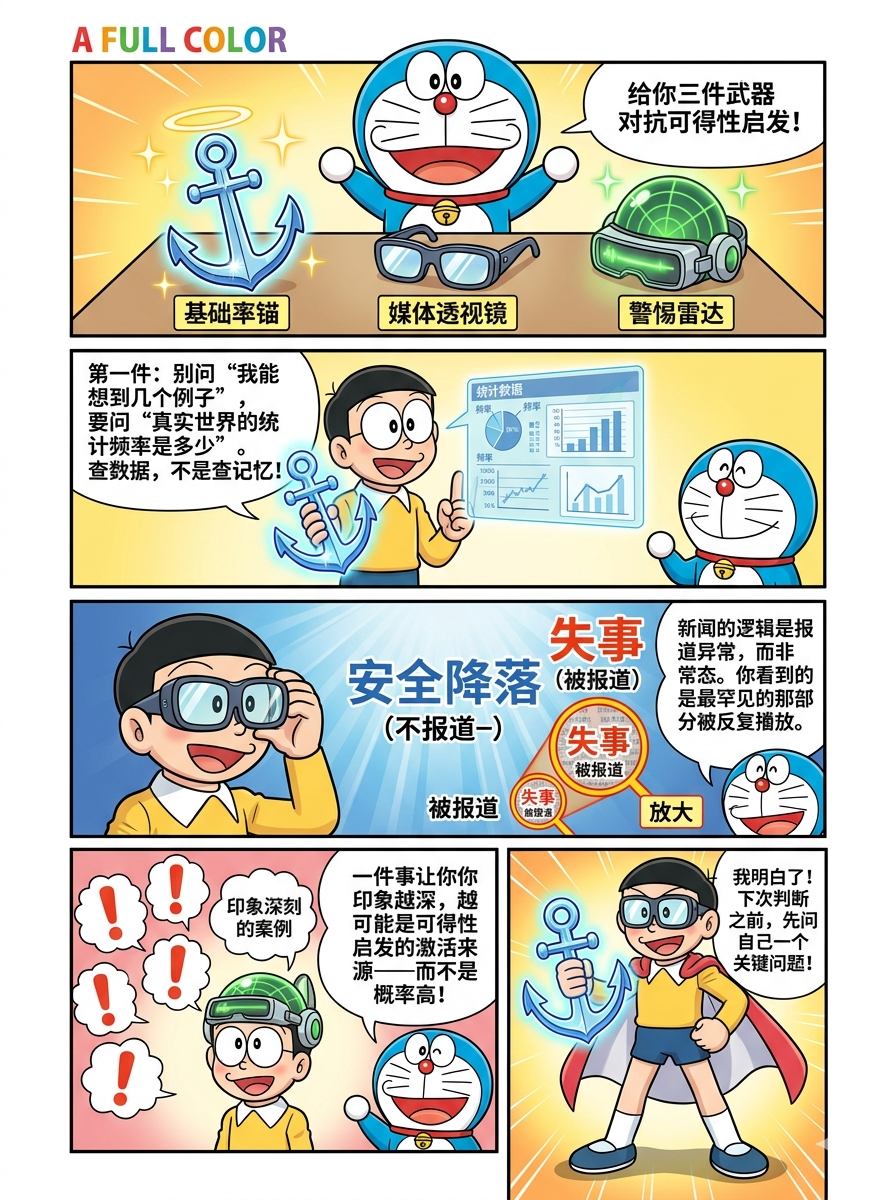 A FULL COLOR
给你三件武器
对抗可得性启发！
基础率锚
媒体透视镜
警惕雷达
第一件：别问“我能
想到几个例子”，
要问“真实世界的统
计频率是多少”。
查数据，不是查记忆！
统计数据
频率
频率
失事
（被报道）
安全降落
（不报道—）
失事
被报道
被报道
失事
放大
新闻的逻辑是报
道异常，而非
常态。你看到的
是最罕见的那部
分被反复播放。
印象深刻
的案例
一件事让你你
印象越深，越
可能是可得性
启发的激活来
源——而不是
概率高！
我明白了！
下次判断
之前，先问
自己一个
关键问题！